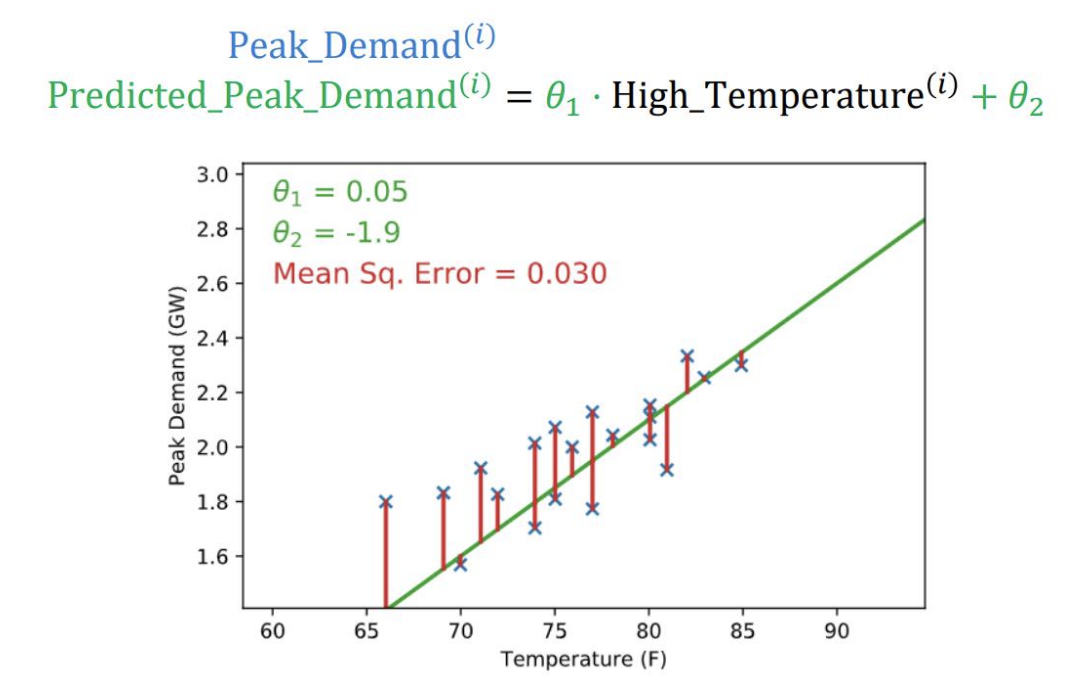 Peak_Demand⁽ⁱ⁾
Predicted_Peak_Demand⁽ⁱ⁾ = θ₁ · High_Temperature⁽ⁱ⁾ + θ₂
θ₁ = 0.05
θ₂ = -1.9
Mean Sq. Error = 0.030
Peak Demand (GW)
3.0
2.8
2.6
2.4
2.2
2.0
1.8
1.6
60 65 70 75 80 85 90
Temperature (F)